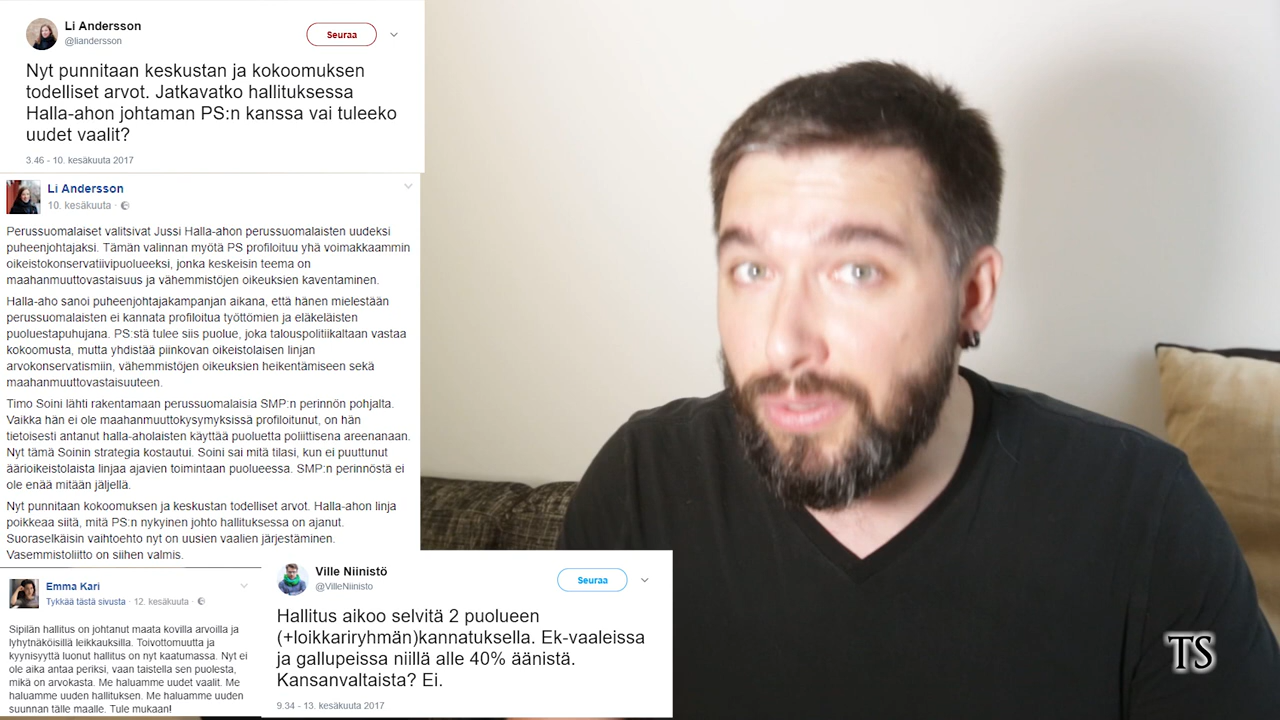 Li Andersson
@liandersson
Seuraa
Nyt punnitaan keskustan ja kokoomuksen
todelliset arvot. Jatkavatko hallituksessa
Halla-ahon johtaman PS:n kanssa vai tuleeko
uudet vaalit?
3.46 - 10. kesäkuuta 2017
Li Andersson
10. kesäkuuta ·
Perussuomalaiset valitsivat Jussi Halla-ahon perussuomalaisten uudeksi
puheenjohtajaksi. Tämän valinnan myötä PS profiloituu yhä voimakkaammin
oikeistokonservatiivipuolueeksi, jonka keskeisin teema on
maahanmuuttovastaisuus ja vähemmistöjen oikeuksien kaventaminen.
Halla-aho sanoi puheenjohtajakampanjan aikana, että hänen mielestään
perussuomalaisten ei kannata profiloitua työttömien ja eläkeläisten
puoluestapuhujana. PS:stä tulee siis puolue, joka talouspolitiikaltaan vastaa
kokoomusta, mutta yhdistää piinkovan oikeistolaisen linjan
arvokonservatismiin, vähemmistöjen oikeuksien heikentämiseen sekä
maahanmuuttovastaisuuteen.
Timo Soini lähti rakentamaan perussuomalaisia SMP:n perinnön pohjalta.
Vaikka hän ei ole maahanmuuttokysymyksissä profiloitunut, on hän
tietoisesti antanut halla-aholaisten käyttää puoluetta poliittisena areenanaan.
Nyt tämä Soinin strategia kostautui. Soini sai mitä tilasi, kun ei puuttunut
äärioikeistolaista linjaa ajavien toimintaan puolueessa. SMP:n perinnöstä ei
ole enää mitään jäljellä.
Nyt punnitaan kokoomuksen ja keskustan todelliset arvot. Halla-ahon linja
poikkeaa siitä, mitä PS:n nykyinen johto hallituksessa on ajanut.
Suoraselkäisin vaihtoehto nyt on uusien vaalien järjestäminen.
Vasemmistoliitto on siihen valmis.
Emma Kari
Tykkää tästä sivusta · 12. kesäkuuta ·
Sipilän hallitus on johtanut maata kovilla arvoilla ja
lyhytnäköisillä leikkauksilla. Toivottomuutta ja
kyynisyyttä luonut hallitus on nyt kaatumassa. Nyt ei
ole aika antaa periksi, vaan taistella sen puolesta,
mikä on arvokasta. Me haluamme uudet vaalit. Me
haluamme uuden hallituksen. Me haluamme uuden
suunnan tälle maalle. Tule mukaan!
Ville Niinistö
@VilleNiinisto
Seuraa
Hallitus aikoo selvitä 2 puolueen
(+loikkariryhmän)kannatuksella. Ek-vaaleissa
ja gallupeissa niillä alle 40% äänistä.
Kansanvaltaista? Ei.
9.34 - 13. kesäkuuta 2017
TS